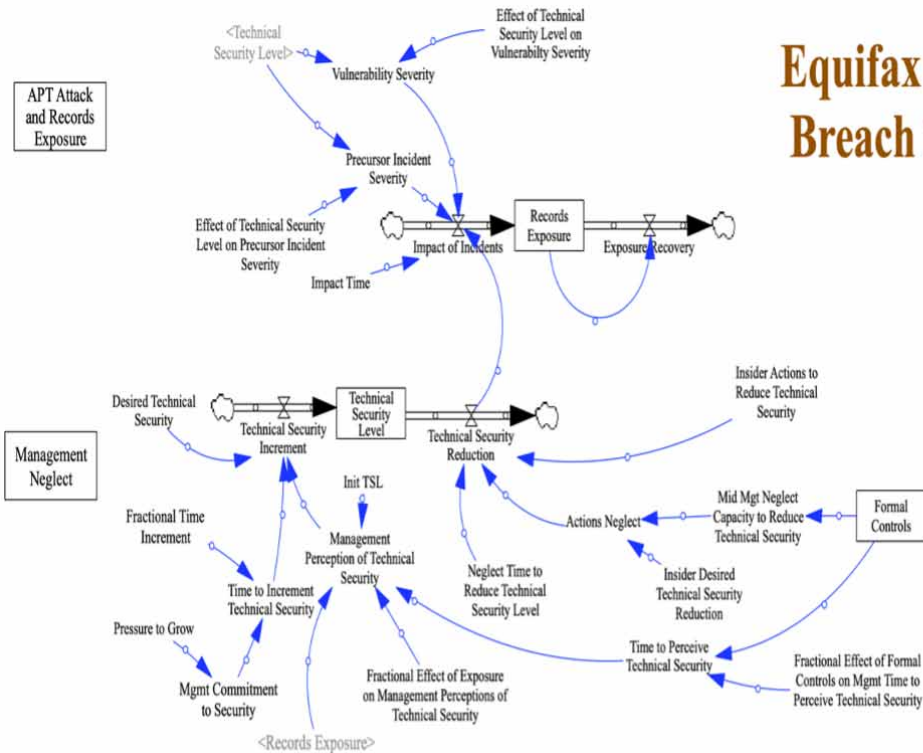 <Technical
Security Level>
Effect of Technical
Security Level on
Vulnerabilty Severity
Equifax
Breach
APT Attack
and Records
Exposure
Vulnerability Severity
Precursor Incident
Severity
Effect of Technical Security
Level on Precursor Incident
Severity
Records
Exposure
Impact of Incidents
Exposure Recovery
Impact Time
Insider Actions to
Reduce Technical
Security
Desired Technical
Security
Technical
Security
Level
Technical Security
Increment
Technical Security
Reduction
Management
Neglect
Init TSL
Mid Mgt Neglect
Capacity to Reduce
Technical Security
Formal
Controls
Actions Neglect
Fractional Time
Increment
Management
Perception of Technical
Security
Neglect Time to
Reduce Technical
Security Level
Insider Desired
Technical Security
Reduction
Time to Increment
Technical Security
Pressure to Grow
Time to Perceive
Technical Security
Mgmt Commitment
to Security
Fractional Effect of Exposure
on Management Perceptions of
Technical Security
Fractional Effect of Formal
Controls on Mgmt Time to
Perceive Technical Security
<Records Exposure>